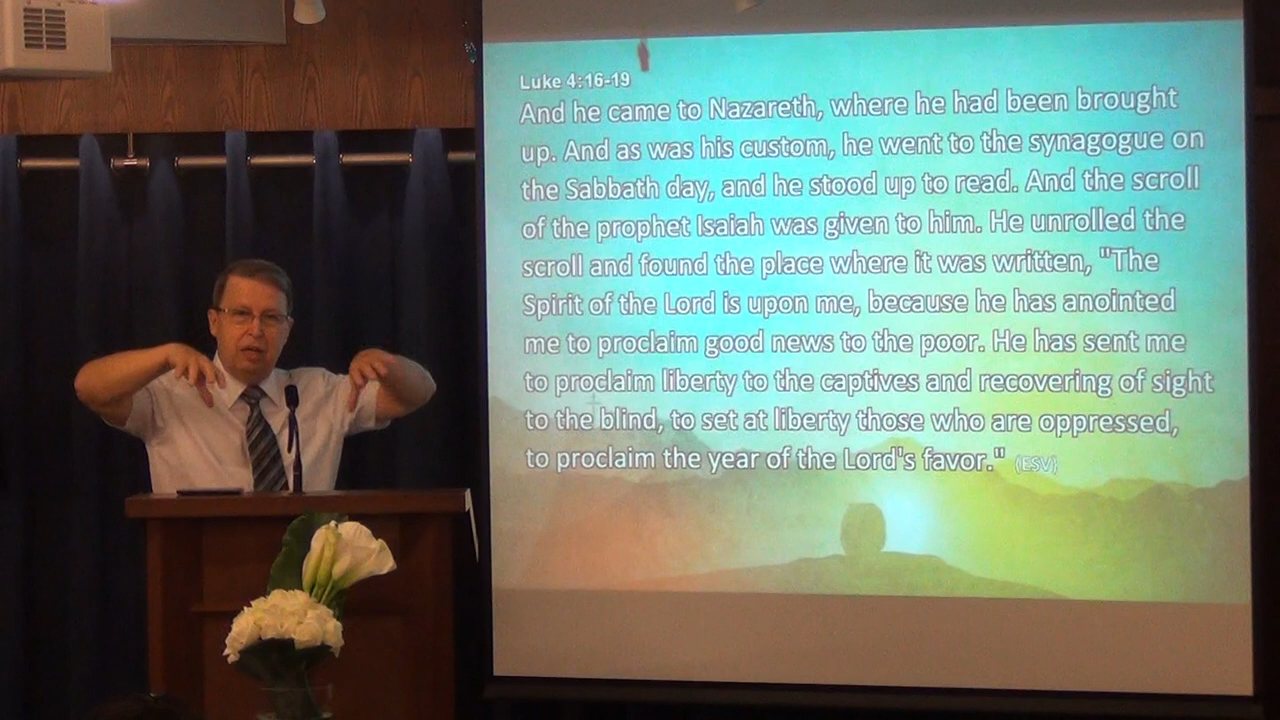 Luke 4:16-19
And he came to Nazareth, where he had been brought
up. And as was his custom, he went to the synagogue on
the Sabbath day, and he stood up to read. And the scroll
of the prophet Isaiah was given to him. He unrolled the
scroll and found the place where it was written, "The
Spirit of the Lord is upon me, because he has anointed
me to proclaim good news to the poor. He has sent me
to proclaim liberty to the captives and recovering of sight
to the blind, to set at liberty those who are oppressed,
to proclaim the year of the Lord's favor." (ESV)